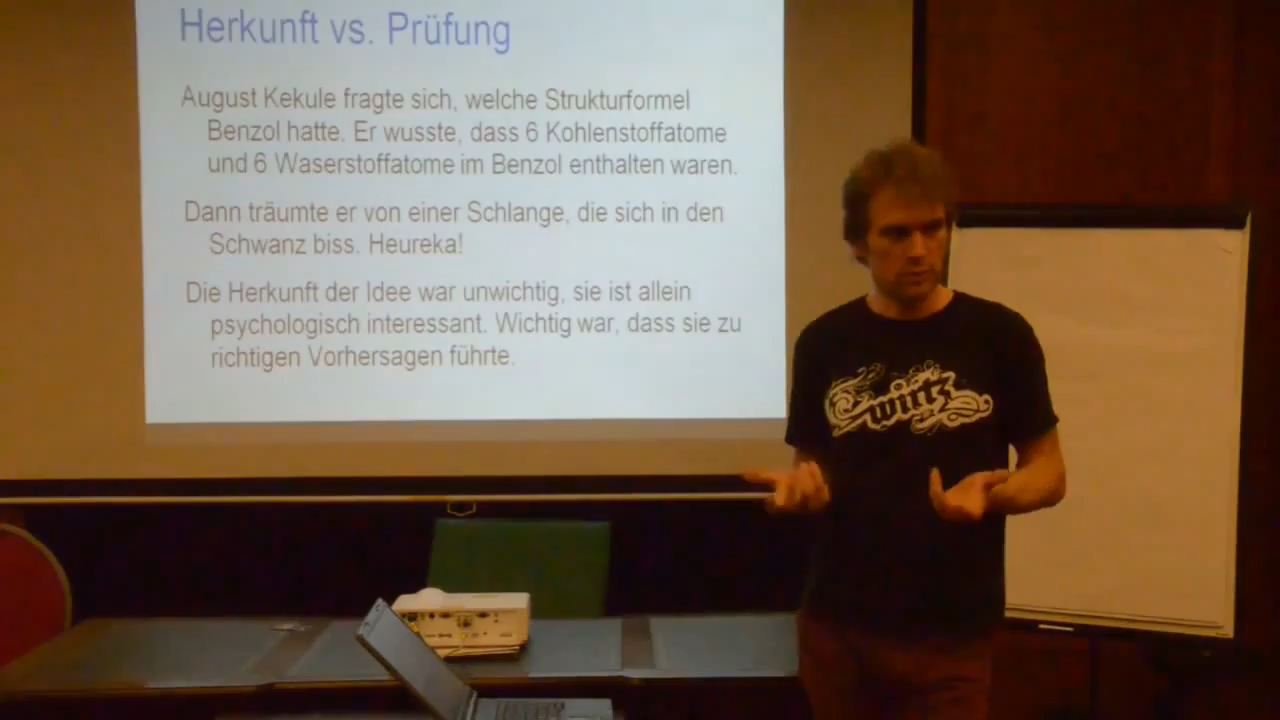 Herkunft vs. Prüfung
August Kekule fragte sich, welche Strukturformel
Benzol hatte. Er wusste, dass 6 Kohlenstoffatome
und 6 Waserstoffatome im Benzol enthalten waren.
Dann träumte er von einer Schlange, die sich in den
Schwanz biss. Heureka!
Die Herkunft der Idee war unwichtig, sie ist allein
psychologisch interessant. Wichtig war, dass sie zu
richtigen Vorhersagen führte.
wirtz